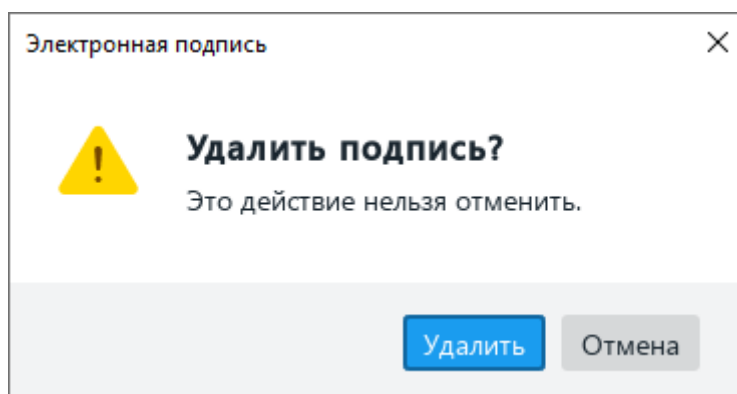 Электронная подпись
Удалить подпись?
Это действие нельзя отменить.
Удалить Отмена